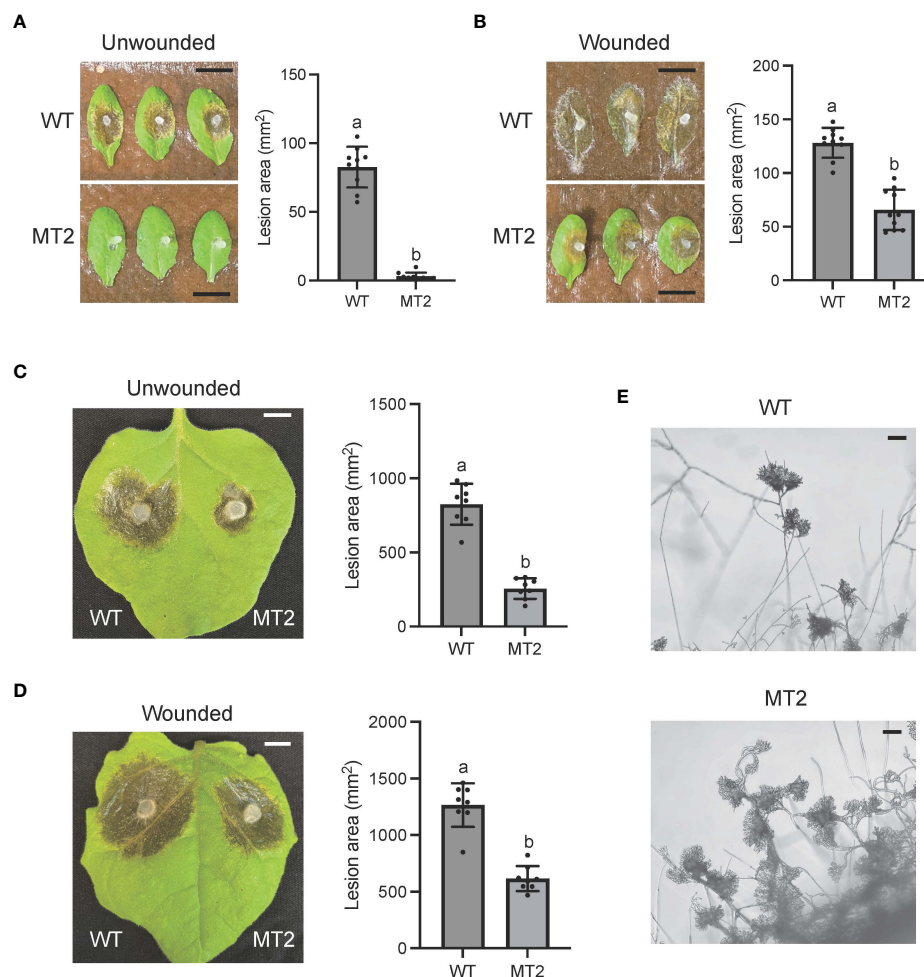 A
Unwounded
WT
MT2
Lesion area (mm²)
150
100
50
0
a
b
WT
MT2
B
Wounded
WT
MT2
Lesion area (mm²)
200
150
100
50
0
a
b
WT
MT2
C
Unwounded
WT
MT2
Lesion area (mm²)
1500
1000
500
0
a
b
WT
MT2
D
Wounded
WT
MT2
Lesion area (mm²)
2000
1500
1000
500
0
a
b
WT
MT2
E
WT
MT2